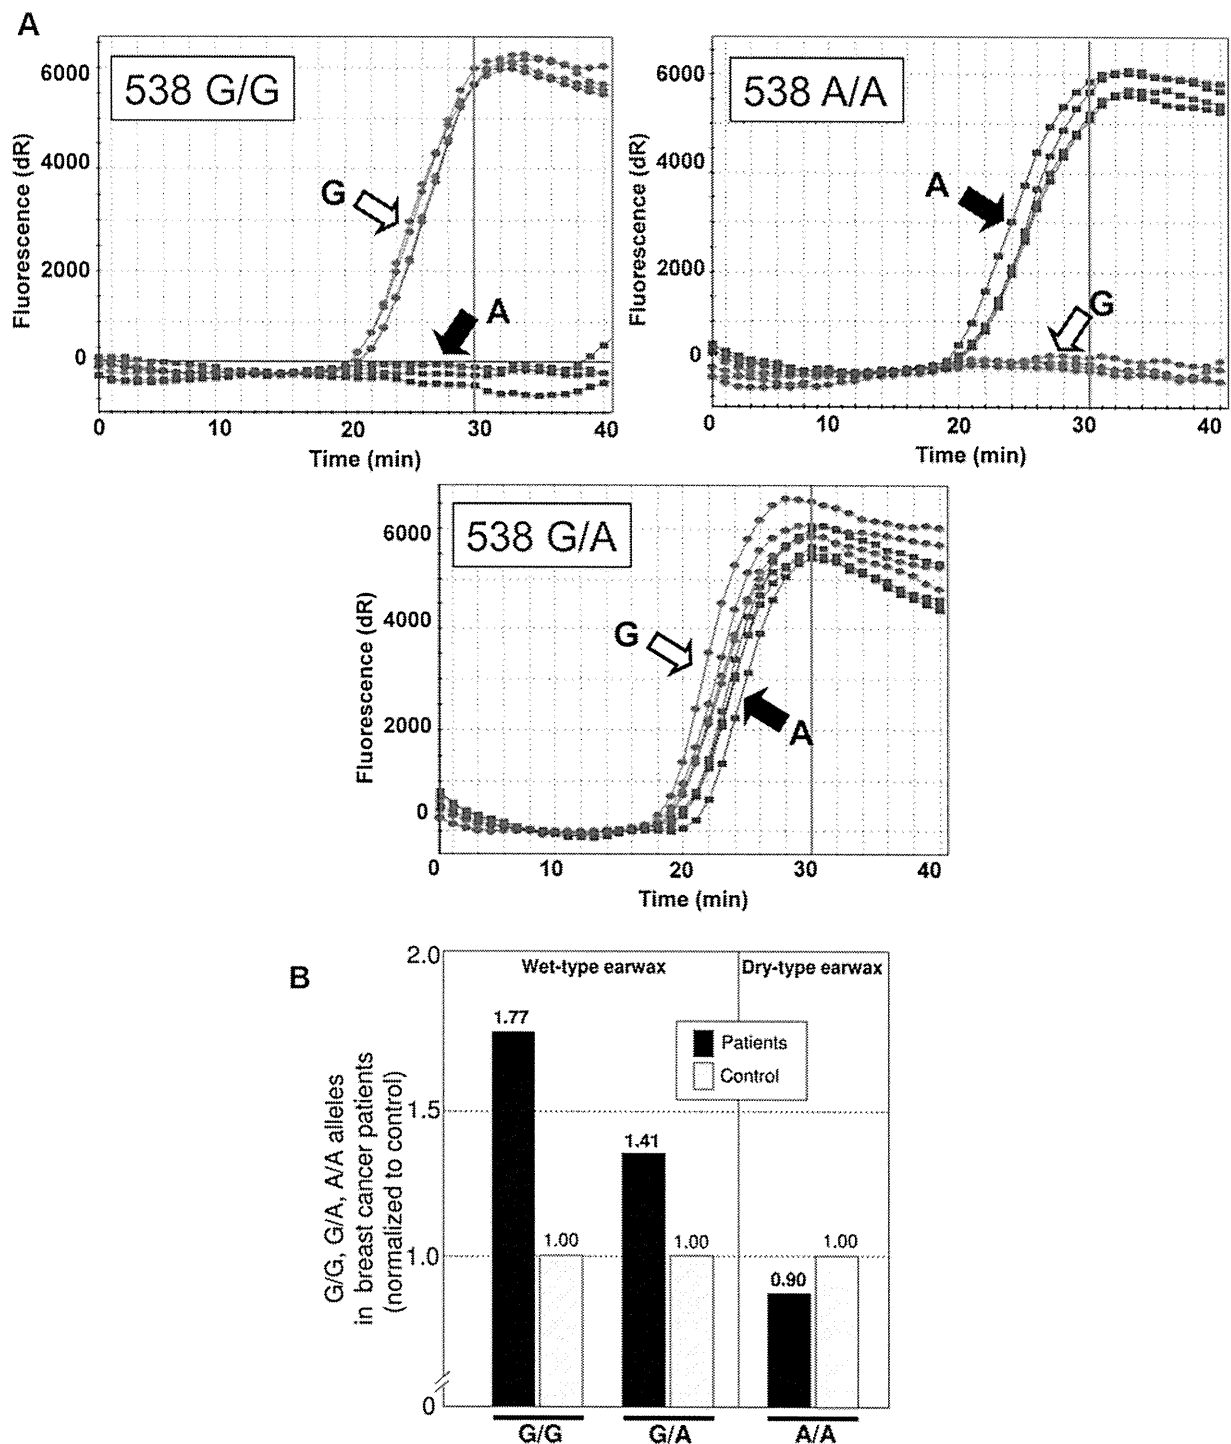 A
538 G/G
6000
4000
2000
0
Fluorescence (dR)
G
A
0 10 20 30 40
Time (min)
538 A/A
6000
4000
2000
0
Fluorescence (dR)
A
G
0 10 20 30 40
Time (min)
538 G/A
6000
4000
2000
0
Fluorescence (dR)
G
A
0 10 20 30 40
Time (min)
B
2.0
1.5
1.0
0
G/G, G/A, A/A alleles
in breast cancer patients
(normalized to control)
Wet-type earwax
Dry-type earwax
Patients
Control
1.77
1.00
1.41
1.00
0.90
1.00
G/G G/A A/A